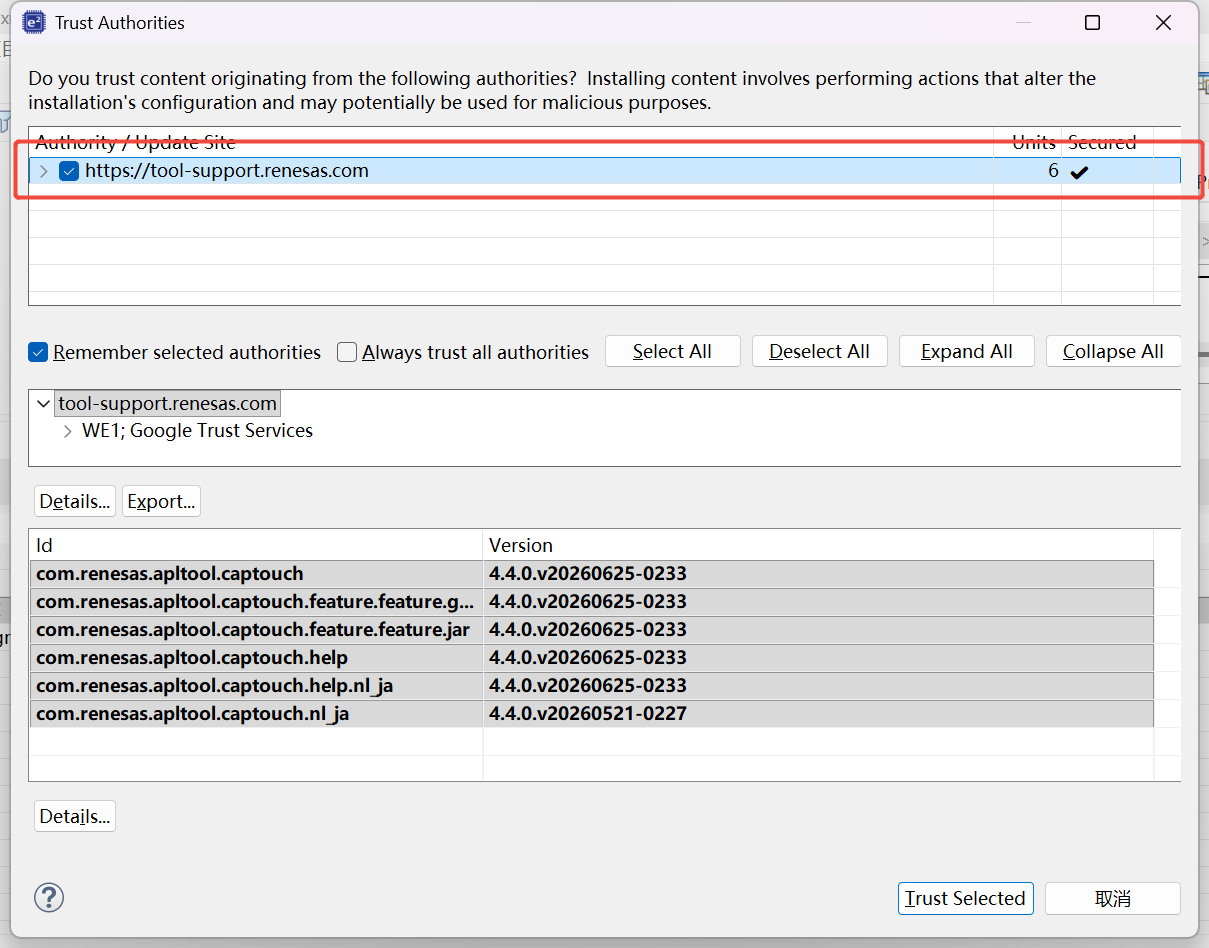 e²
Trust Authorities
Do you trust content originating from the following authorities?  Installing content involves performing actions that alter the
installation's configuration and may potentially be used for malicious purposes.
Authority / Update Site Units Secured
https://tool-support.renesas.com 6
Remember selected authorities Always trust all authorities Select All Deselect All Expand All Collapse All
tool-support.renesas.com
WE1; Google Trust Services
Details... Export...
Id Version
com.renesas.apltool.captouch 4.4.0.v20260625-0233
com.renesas.apltool.captouch.feature.feature.g... 4.4.0.v20260625-0233
com.renesas.apltool.captouch.feature.feature.jar 4.4.0.v20260625-0233
com.renesas.apltool.captouch.help 4.4.0.v20260625-0233
com.renesas.apltool.captouch.help.nl_ja 4.4.0.v20260625-0233
com.renesas.apltool.captouch.nl_ja 4.4.0.v20260521-0227
Details...
? Trust Selected 取消